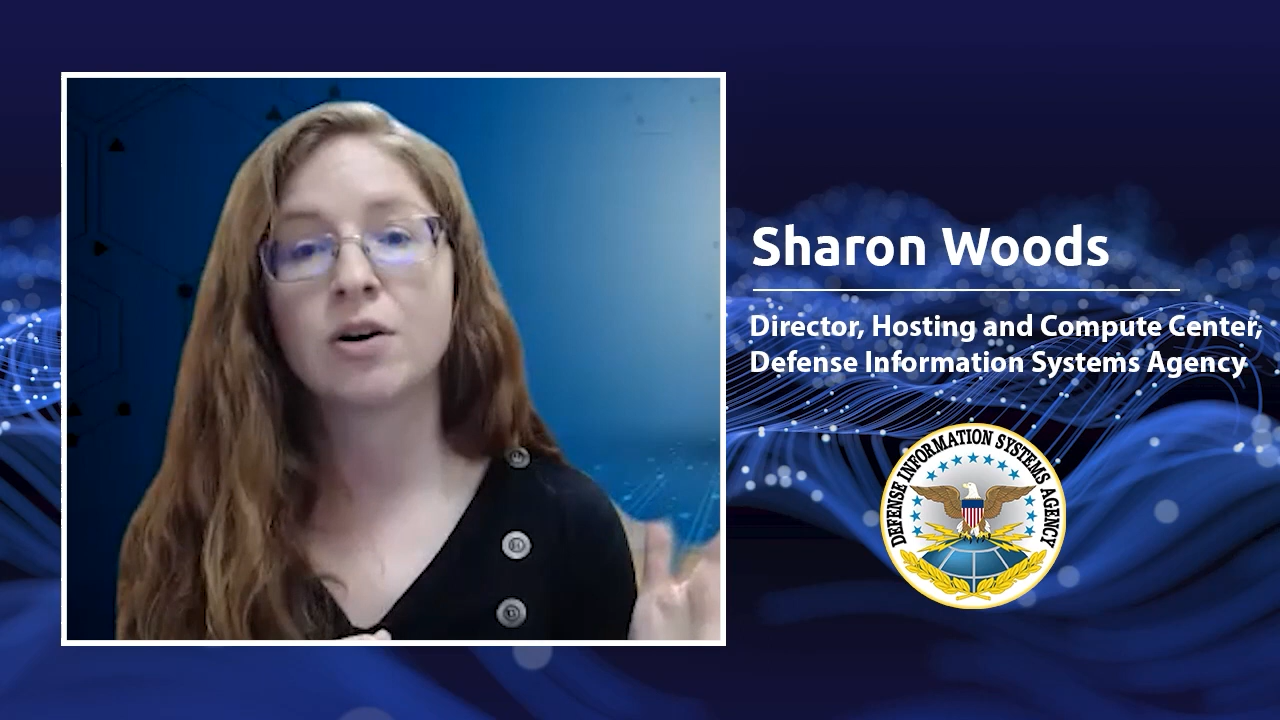 Sharon Woods
Director, Hosting and Compute Center,
Defense Information Systems Agency
DEFENSE INFORMATION SYSTEMS AGENCY